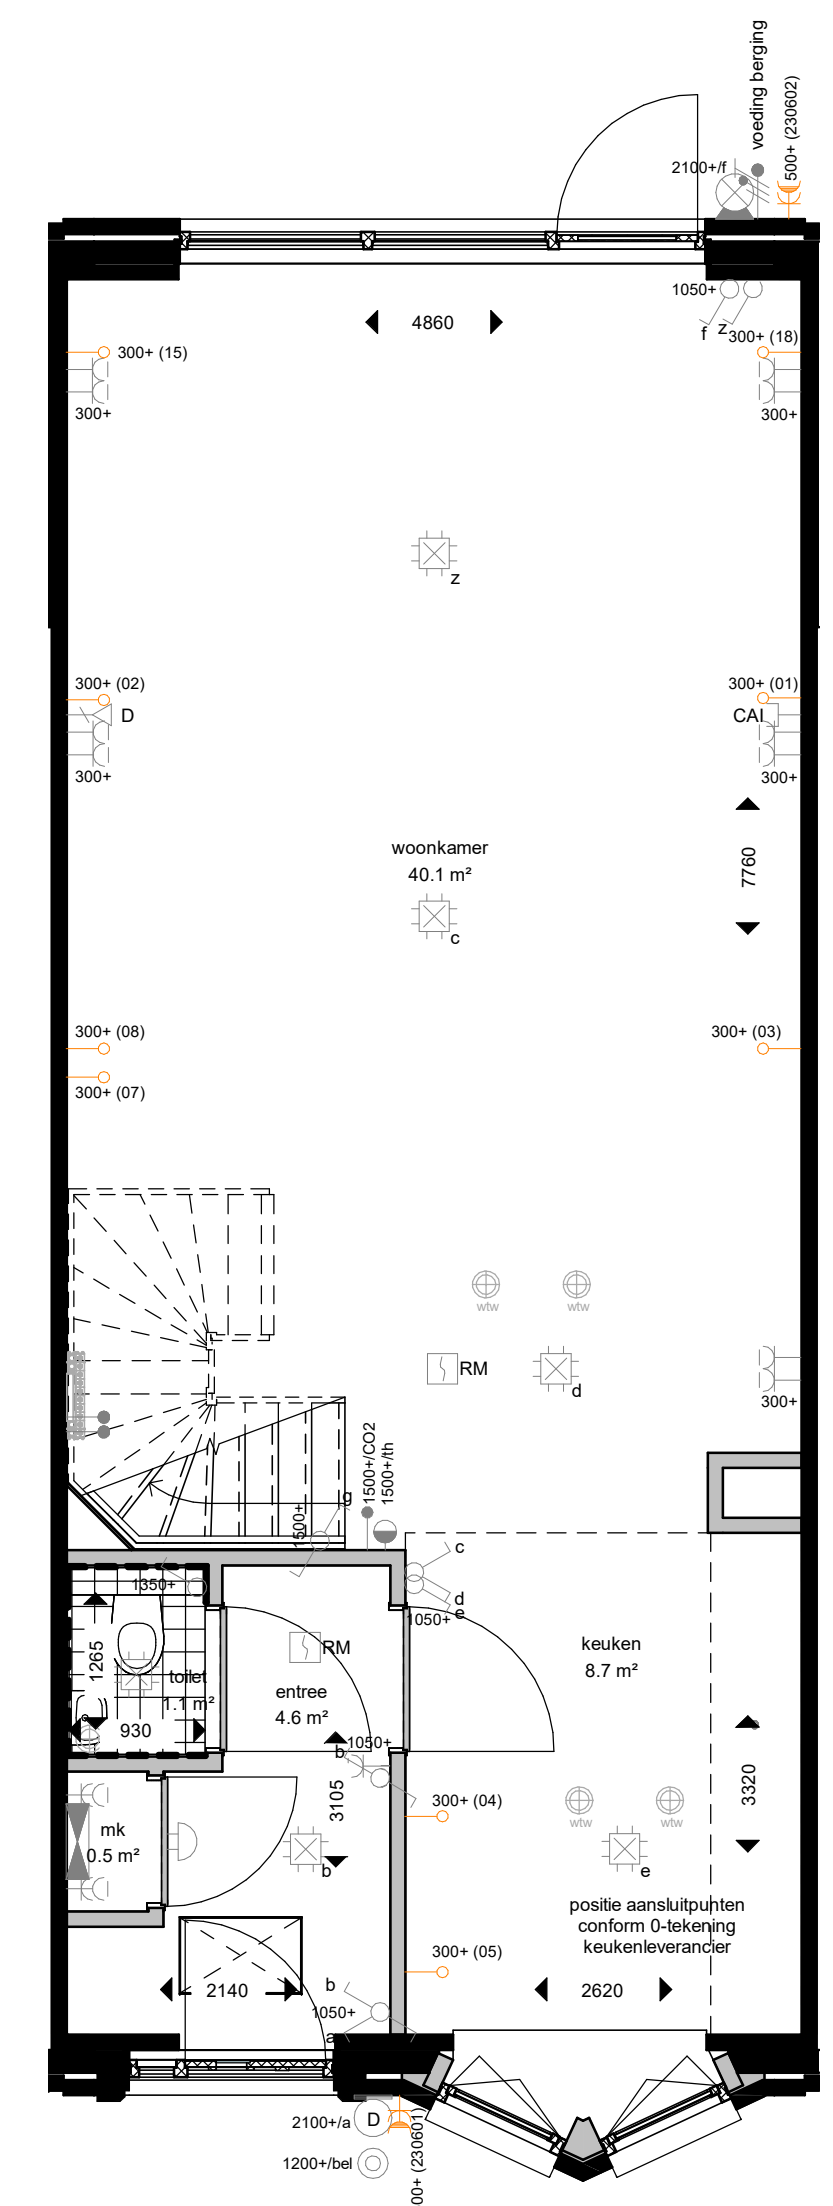 voeding berging
500+ (230602)
2100+/f
1050+
f
z
4860
300+ (15)
300+ (18)
300+
300+
z
300+ (02)
300+ (01)
D
CAI
300+
300+
7760
woonkamer
40.1 m²
c
300+ (08)
300+ (03)
300+ (07)
wtw
wtw
RM
d
300+
1500+/CO2
1500+/th
g
1500+
c
d
e
1050+
1350+
1265
toilet
1.1 m²
930
RM
entree
4.6 m²
keuken
8.7 m²
1050+
b
3105
300+ (04)
3320
wtw
wtw
mk
0.5 m²
b
e
positie aansluitpunten
conform 0-tekening
keukenleverancier
300+ (05)
2140
b
1050+
a
2620
2100+/a
D
00+ (230601)
1200+/bel